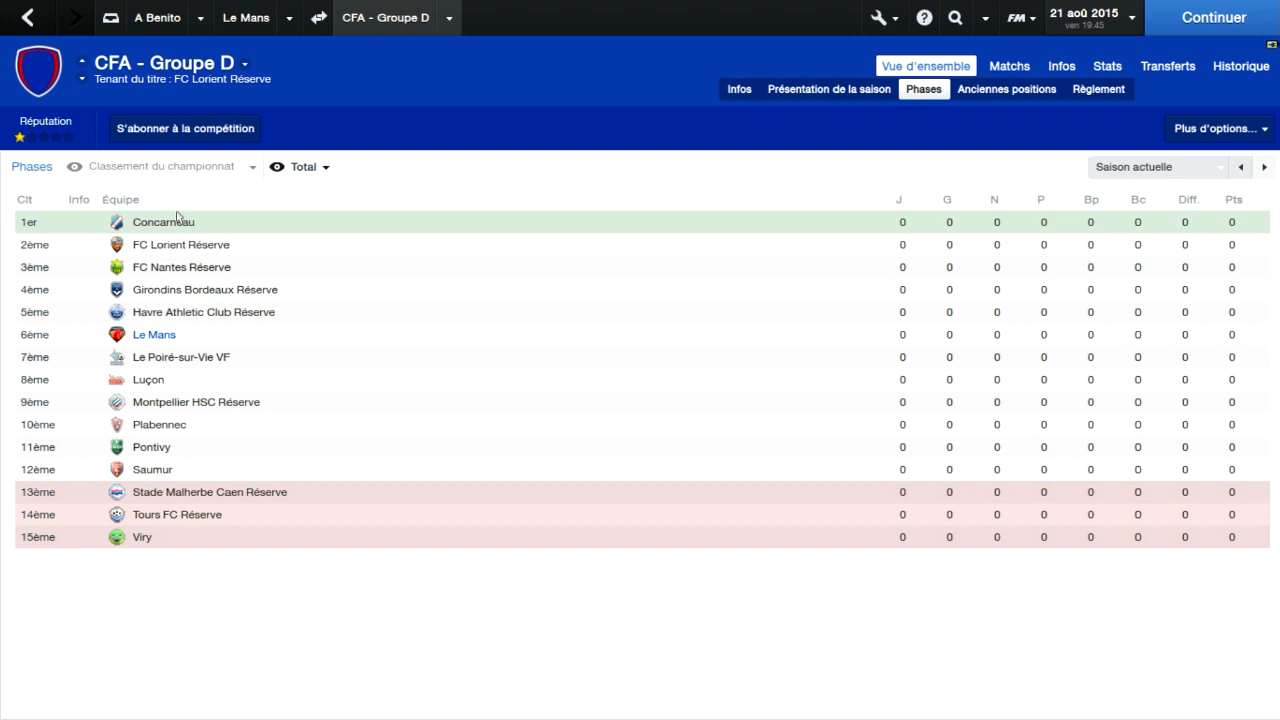 A Benito Le Mans CFA - Groupe D FM 21 aoû 2015 ven 19:45 Continuer
CFA - Groupe D
Tenant du titre : FC Lorient Réserve
Vue d'ensemble Matchs Infos Stats Transferts Historique
Infos Présentation de la saison Phases Anciennes positions Règlement
Réputation S'abonner à la compétition Plus d'options...
Phases Classement du championnat Total Saison actuelle
Clt Info Équipe J G N P Bp Bc Diff. Pts
1er Concarneau 0 0 0 0 0 0 0 0
2ème FC Lorient Réserve 0 0 0 0 0 0 0 0
3ème FC Nantes Réserve 0 0 0 0 0 0 0 0
4ème Girondins Bordeaux Réserve 0 0 0 0 0 0 0 0
5ème Havre Athletic Club Réserve 0 0 0 0 0 0 0 0
6ème Le Mans 0 0 0 0 0 0 0 0
7ème Le Poiré-sur-Vie VF 0 0 0 0 0 0 0 0
8ème Luçon 0 0 0 0 0 0 0 0
9ème Montpellier HSC Réserve 0 0 0 0 0 0 0 0
10ème Plabennec 0 0 0 0 0 0 0 0
11ème Pontivy 0 0 0 0 0 0 0 0
12ème Saumur 0 0 0 0 0 0 0 0
13ème Stade Malherbe Caen Réserve 0 0 0 0 0 0 0 0
14ème Tours FC Réserve 0 0 0 0 0 0 0 0
15ème Viry 0 0 0 0 0 0 0 0